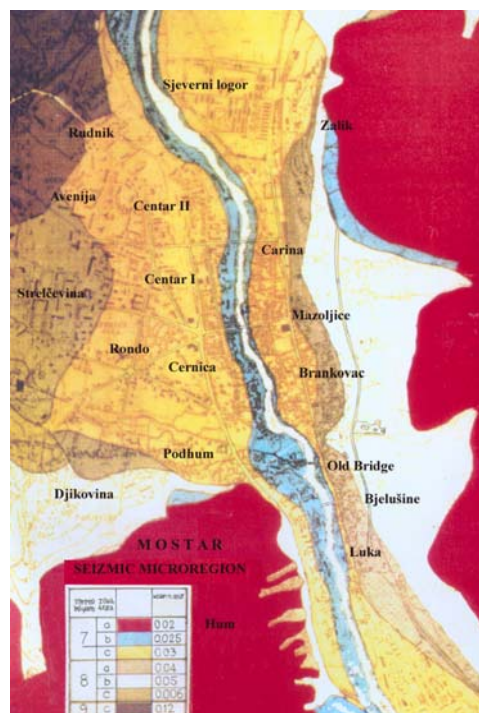 Sjeverni logor
Zalik
Rudnik
Avenija
Centar II
Carina
Centar I
Strelčevina
Mazoljice
Rondo
Cernica
Brankovac
Podhum
Old Bridge
Djikovina
Bjelušine
MOSTAR
Luka
SEIZMIC MICROREGION
Hum
a 0.02
7 b 0.025
c 0.03
a 0.04
8 b 0.05
c 0.006
9 c 0.12